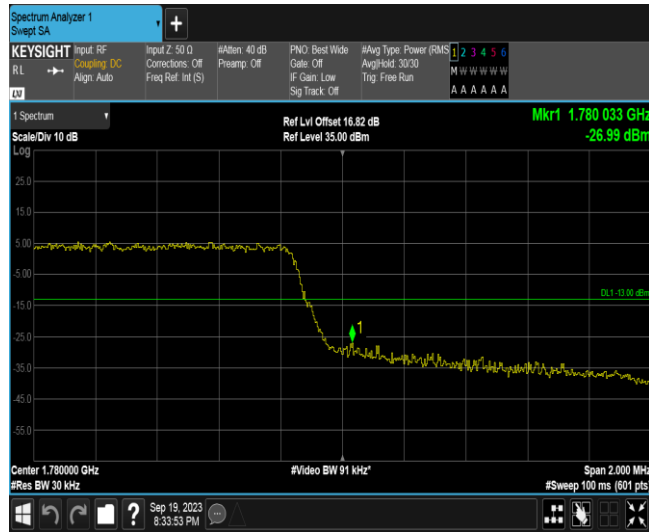 Spectrum Analyzer 1
Swept SA
+
KEYSIGHT
RL
LXI
Input: RF
Coupling: DC
Align: Auto
Input Z: 50 Ω
Corrections: Off
Freq Ref: Int (S)
#Atten: 40 dB
Preamp: Off
PNO: Best Wide
Gate: Off
IF Gain: Low
Sig Track: Off
#Avg Type: Power (RMS
Avg|Hold: 30/30
Trig: Free Run
1 2 3 4 5 6
M W W W W W
A A A A A A
1 Spectrum
Scale/Div 10 dB
Log
Ref Lvl Offset 16.82 dB
Ref Level 35.00 dBm
Mkr1 1.780 033 GHz
-26.99 dBm
25.0
15.0
5.00
-5.00
DL1 -13.00 dBm
-15.0
1
-25.0
-35.0
-45.0
-55.0
Center 1.780000 GHz
#Res BW 30 kHz
#Video BW 91 kHz*
Span 2.000 MHz
#Sweep 100 ms (601 pts)
?
Sep 19, 2023
8:33:53 PM